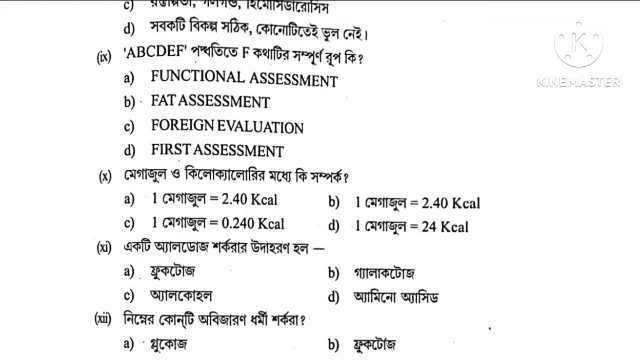 c) রক্তাল্পতা, গলগণ্ড, হিমোসিডারোসিস
d) সবকটি বিকল্প সঠিক, কোনোটিতেই ভুল নেই।
(ix) 'ABCDEF' পদ্ধতিতে F কথাটির সম্পূর্ণ রূপ কি?
a) FUNCTIONAL ASSESSMENT
b) FAT ASSESSMENT
c) FOREIGN EVALUATION
d) FIRST ASSESSMENT
(x) মেগাজুল ও কিলোক্যালোরির মধ্যে কি সম্পর্ক?
a) 1 মেগাজুল = 2.40 Kcal b) 1 মেগাজুল = 2.40 Kcal
c) 1 মেগাজুল = 0.240 Kcal d) 1 মেগাজুল = 24 Kcal
(xi) একটি অ্যালডোজ শর্করার উদাহরণ হল —
a) ফ্রুকটোজ b) গ্যালাকটোজ
c) অ্যালকোহল d) অ্যামিনো অ্যাসিড
(xii) নিম্নের কোন্‌টি অবিজারণ ধর্মী শর্করা?
a) গ্লুকোজ b) ফ্রুকটোজ
KINEMASTER